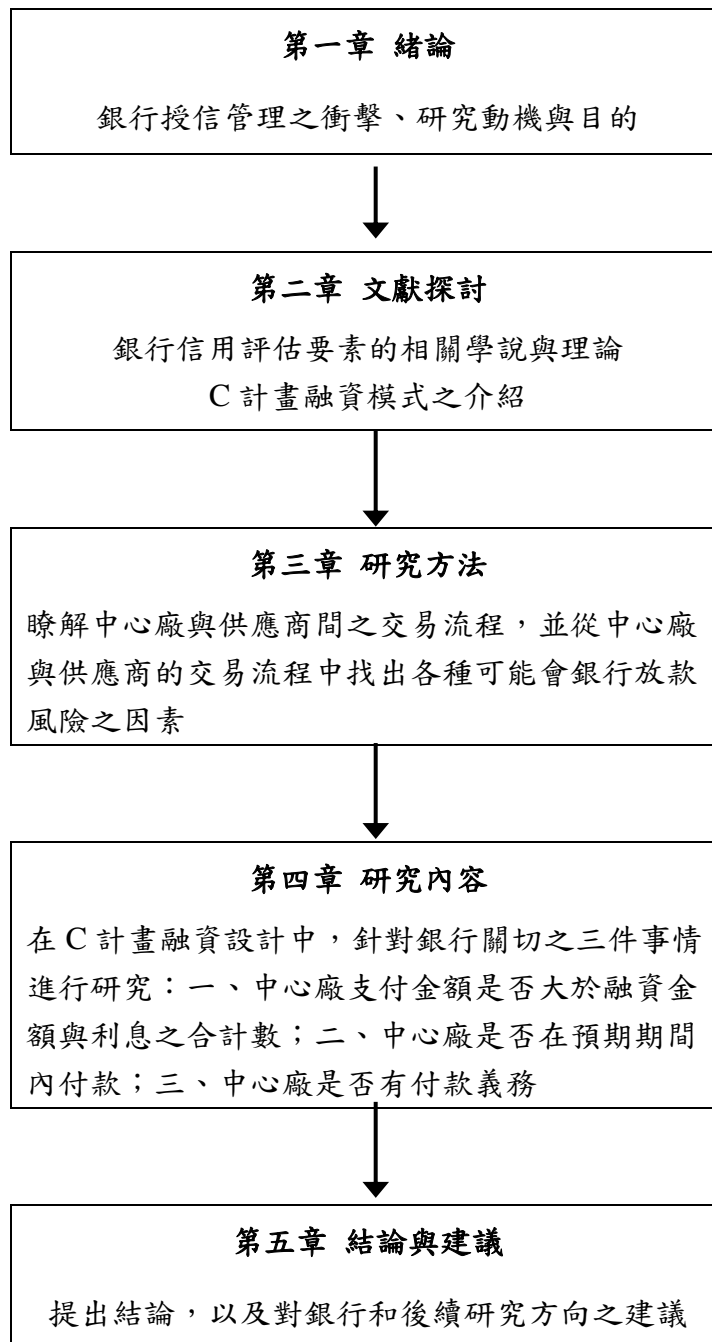 第一章 緒論
銀行授信管理之衝擊、研究動機與目的
第二章 文獻探討
銀行信用評估要素的相關學說與理論
C 計畫融資模式之介紹
第三章 研究方法
瞭解中心廠與供應商間之交易流程，並從中心廠
與供應商的交易流程中找出各種可能會銀行放款
風險之因素
第四章 研究內容
在 C 計畫融資設計中，針對銀行關切之三件事情
進行研究：一、中心廠支付金額是否大於融資金
額與利息之合計數；二、中心廠是否在預期期間
內付款；三、中心廠是否有付款義務
第五章 結論與建議
提出結論，以及對銀行和後續研究方向之建議